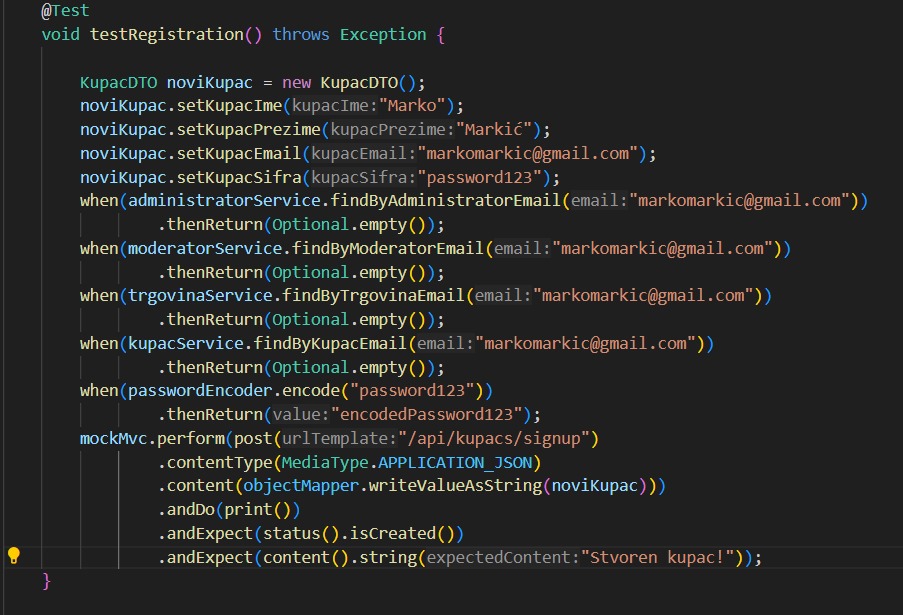 @Test
void testRegistration() throws Exception {
KupacDTO noviKupac = new KupacDTO();
noviKupac.setKupacIme(kupacIme:"Marko");
noviKupac.setKupacPrezime(kupacPrezime:"Markić");
noviKupac.setKupacEmail(kupacEmail:"markomarkic@gmail.com");
noviKupac.setKupacSifra(kupacSifra:"password123");
when(administratorService.findByAdministratorEmail(email:"markomarkic@gmail.com"))
.thenReturn(Optional.empty());
when(moderatorService.findByModeratorEmail(email:"markomarkic@gmail.com"))
.thenReturn(Optional.empty());
when(trgovinaService.findByTrgovinaEmail(email:"markomarkic@gmail.com"))
.thenReturn(Optional.empty());
when(kupacService.findByKupacEmail(email:"markomarkic@gmail.com"))
.thenReturn(Optional.empty());
when(passwordEncoder.encode("password123"))
.thenReturn(value:"encodedPassword123");
mockMvc.perform(post(urlTemplate:"/api/kupacs/signup")
.contentType(MediaType.APPLICATION_JSON)
.content(objectMapper.writeValueAsString(noviKupac)))
.andDo(print())
.andExpect(status().isCreated())
.andExpect(content().string(expectedContent:"Stvoren kupac!"));
}